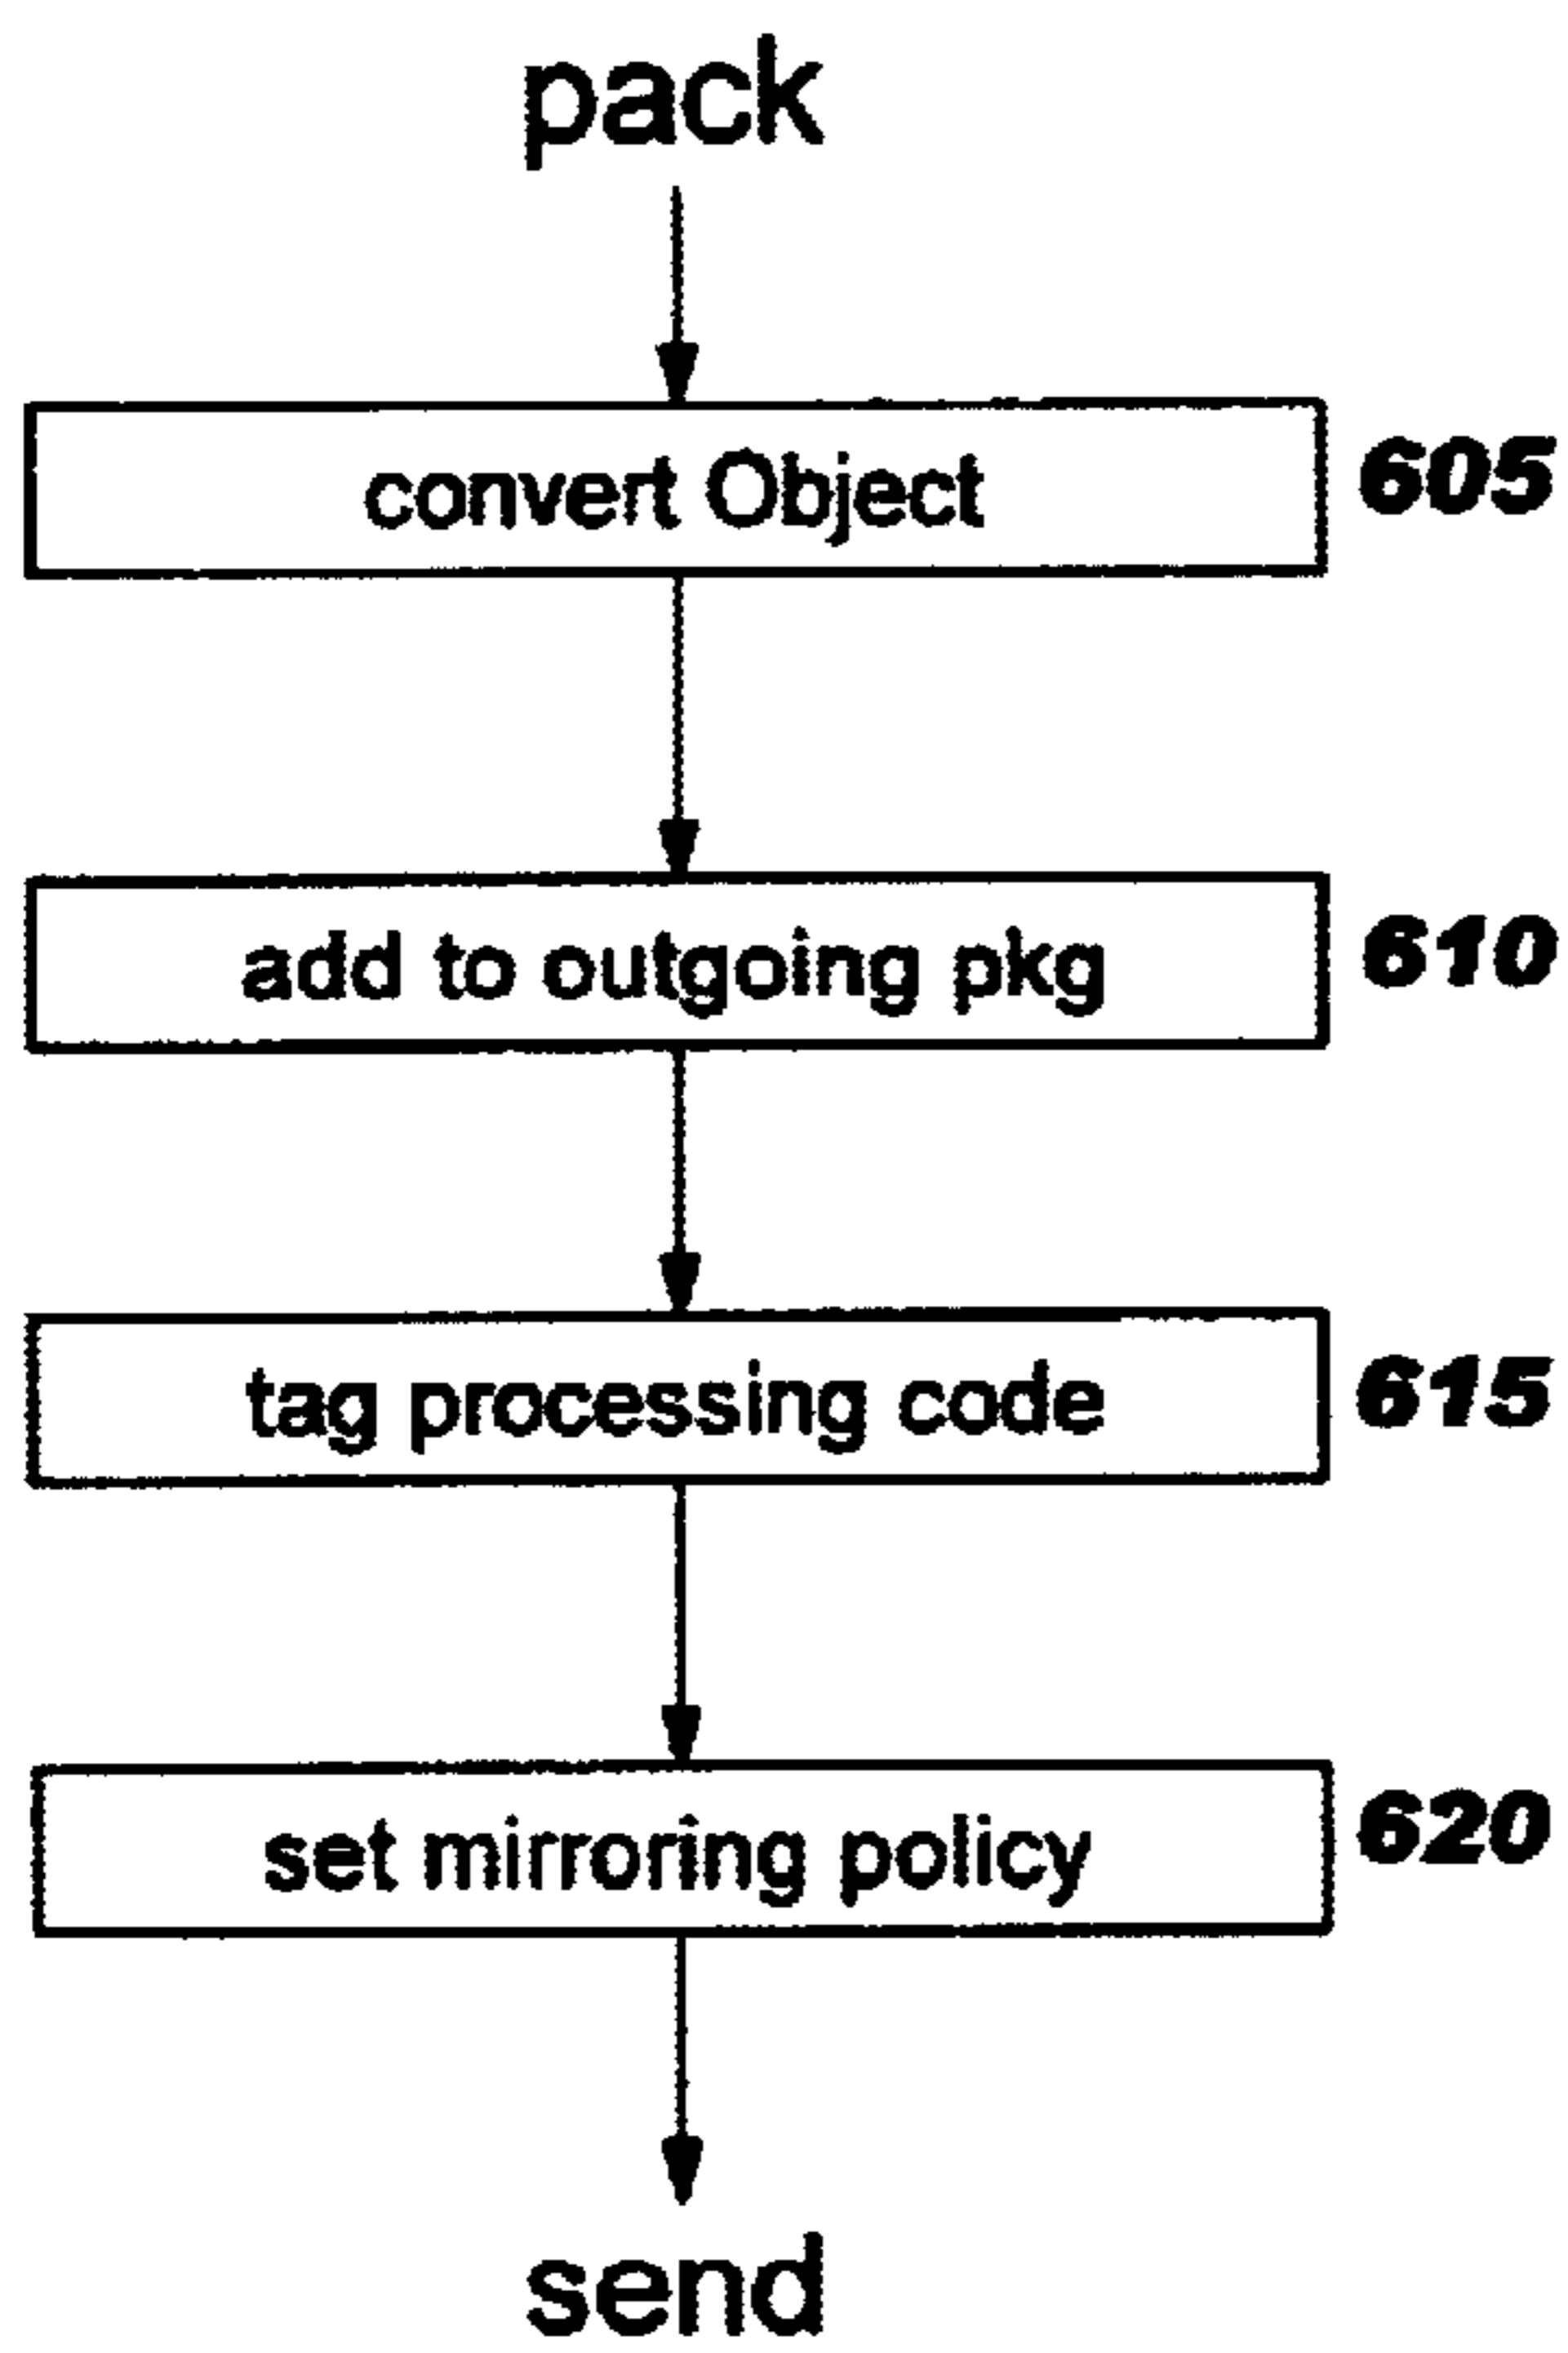 pack
convert Object 605
add to outgoing pkg 610
tag processing code 615
set mirroring policy 620
send